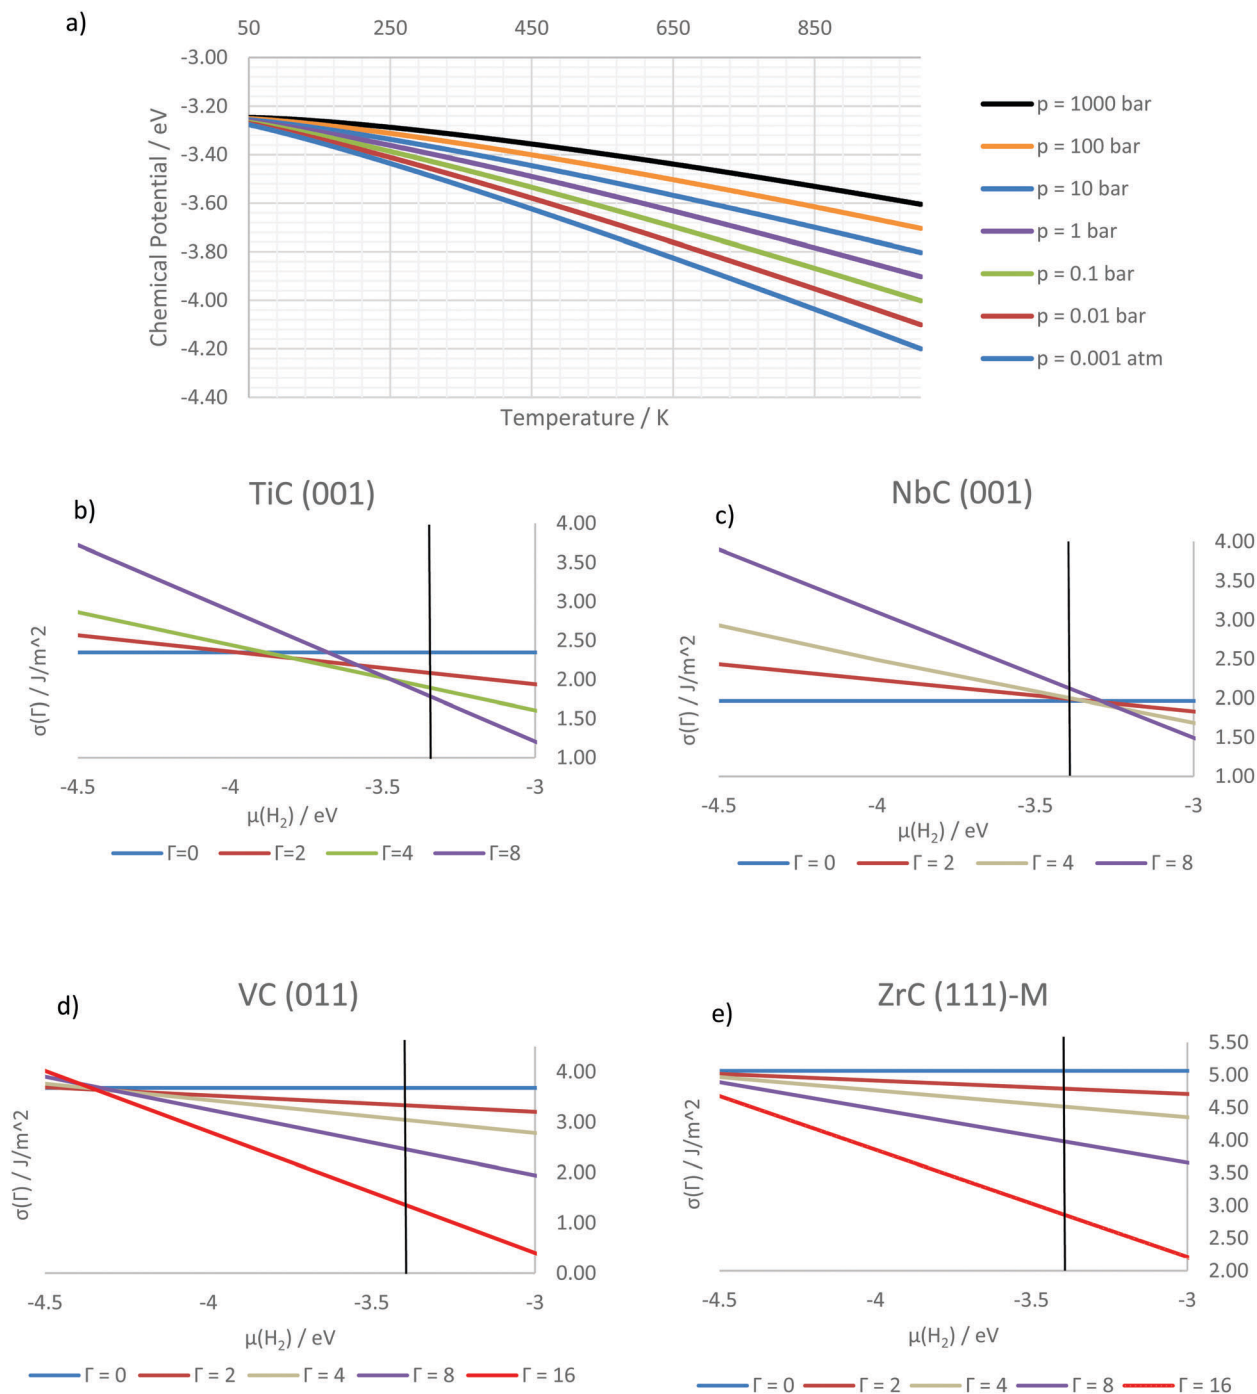 a)
50 250 450 650 850
-3.00
-3.20
-3.40
-3.60
-3.80
-4.00
-4.20
-4.40
Chemical Potential / eV
Temperature / K
p = 1000 bar
p = 100 bar
p = 10 bar
p = 1 bar
p = 0.1 bar
p = 0.01 bar
p = 0.001 atm
b)
TiC (001)
4.00
3.50
3.00
2.50
2.00
1.50
1.00
σ(Γ) / J/m^2
-4.5 -4 -3.5 -3
μ(H₂) / eV
Γ=0 Γ=2 Γ=4 Γ=8
c)
NbC (001)
4.00
3.50
3.00
2.50
2.00
1.50
1.00
σ(Γ) / J/m^2
-4.5 -4 -3.5 -3
μ(H₂) / eV
Γ = 0 Γ = 2 Γ = 4 Γ = 8
d)
VC (011)
4.00
3.00
2.00
1.00
0.00
σ(Γ) / J/m^2
-4.5 -4 -3.5 -3
μ(H₂) / eV
Γ = 0 Γ = 2 Γ = 4 Γ = 8 Γ = 16
e)
ZrC (111)-M
5.50
5.00
4.50
4.00
3.50
3.00
2.50
2.00
σ(Γ) / J/m^2
-4.5 -4 -3.5 -3
μ(H₂) / eV
Γ = 0 Γ = 2 Γ = 4 Γ = 8 Γ = 16